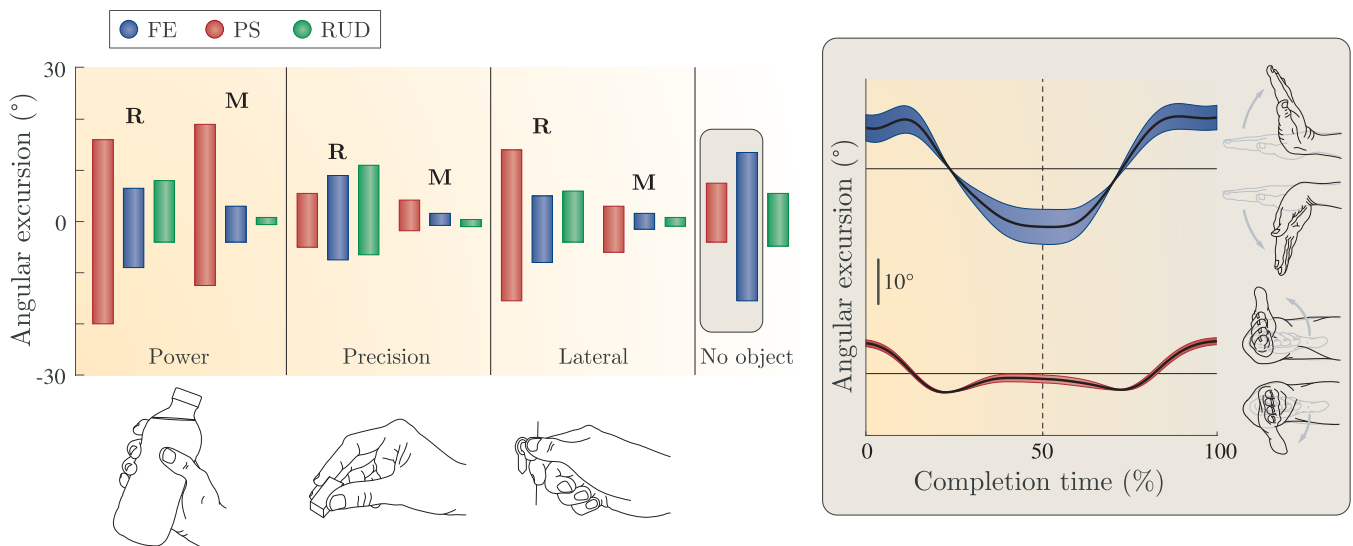 FE PS RUD
30
0
-30
Angular excursion (°)
R M
R M
R M
Power Precision Lateral No object
Angular excursion (°)
10°
0 50 100
Completion time (%)